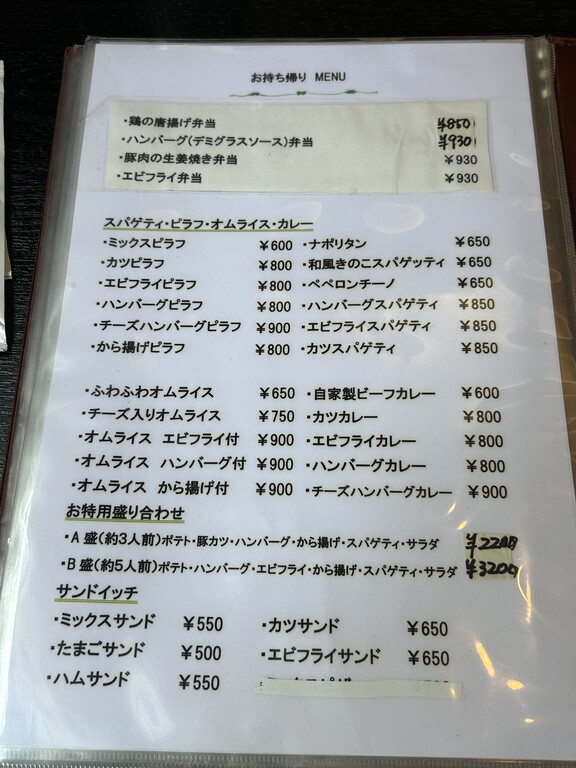 お持ち帰り MENU
・鶏の唐揚げ弁当 ¥850
・ハンバーグ(デミグラスソース)弁当 ¥930
・豚肉の生姜焼き弁当 ¥930
・エビフライ弁当 ¥930
スパゲティ・ピラフ・オムライス・カレー
・ミックスピラフ ¥600 ・ナポリタン ¥650
・カツピラフ ¥800 ・和風きのこスパゲッティ ¥650
・エビフライピラフ ¥800 ・ペペロンチーノ ¥650
・ハンバーグピラフ ¥800 ・ハンバーグスパゲティ ¥850
・チーズハンバーグピラフ ¥900 ・エビフライスパゲティ ¥850
・から揚げピラフ ¥800 ・カツスパゲティ ¥850
・ふわふわオムライス ¥650 ・自家製ビーフカレー ¥600
・チーズ入りオムライス ¥750 ・カツカレー ¥800
・オムライス エビフライ付 ¥900 ・エビフライカレー ¥800
・オムライス ハンバーグ付 ¥900 ・ハンバーグカレー ¥800
・オムライス から揚げ付 ¥900 ・チーズハンバーグカレー ¥900
お特用盛り合わせ
・A盛(約3人前)ポテト・豚カツ・ハンバーグ・から揚げ・スパゲティ・サラダ ¥2200
・B盛(約5人前)ポテト・ハンバーグ・エビフライ・から揚げ・スパゲティ・サラダ ¥3200
サンドイッチ
・ミックスサンド ¥550 ・カツサンド ¥650
・たまごサンド ¥500 ・エビフライサンド ¥650
・ハムサンド ¥550